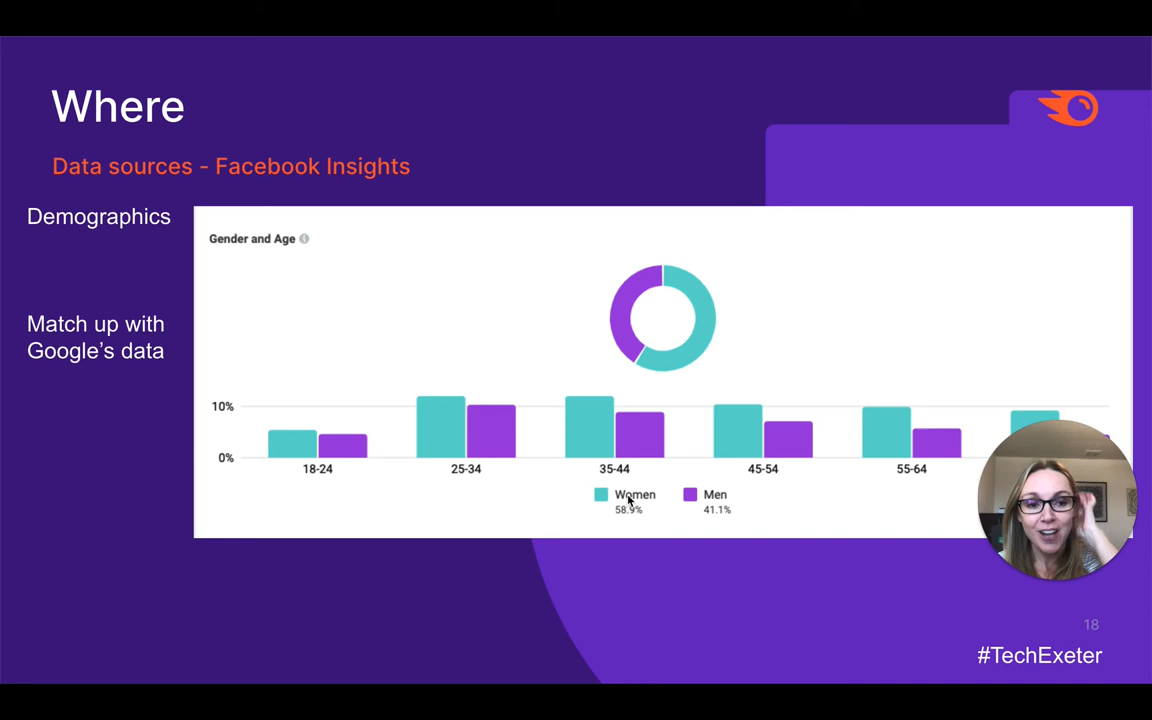 Where
Data sources - Facebook Insights
Demographics
Match up with
Google's data
Gender and Age
10%
0%
18-24
25-34
35-44
45-54
55-64
Women
58.9%
Men
41.1%
18
#TechExeter